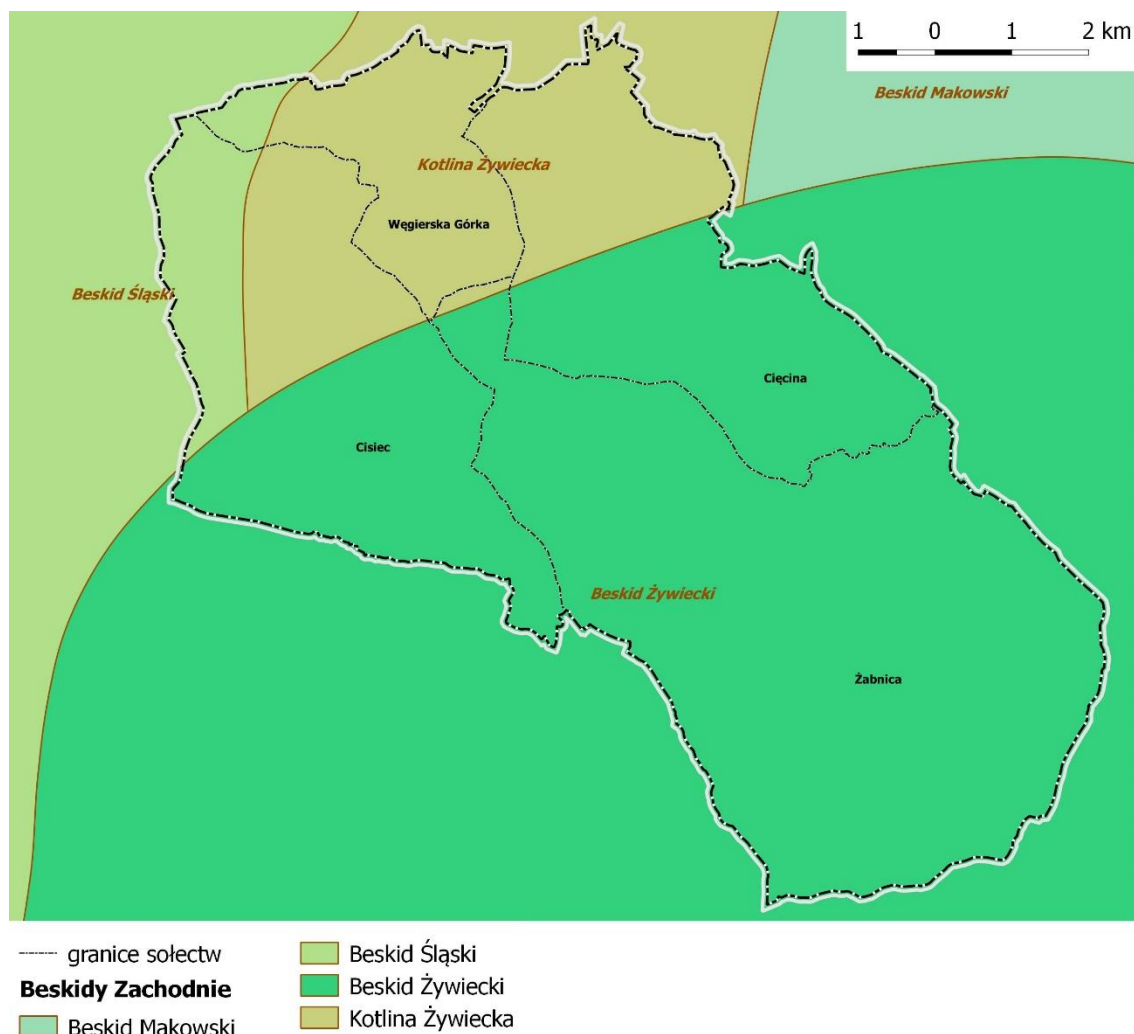 1 0 1 2 km
Beskid Makowski
Kotlina Żywiecka
Węgierska Górka
Beskid Śląski
Cięcina
Cisiec
Beskid Żywiecki
Żabnica
granice sołectw
Beskidy Zachodnie
Beskid Makowski
Beskid Śląski
Beskid Żywiecki
Kotlina Żywiecka